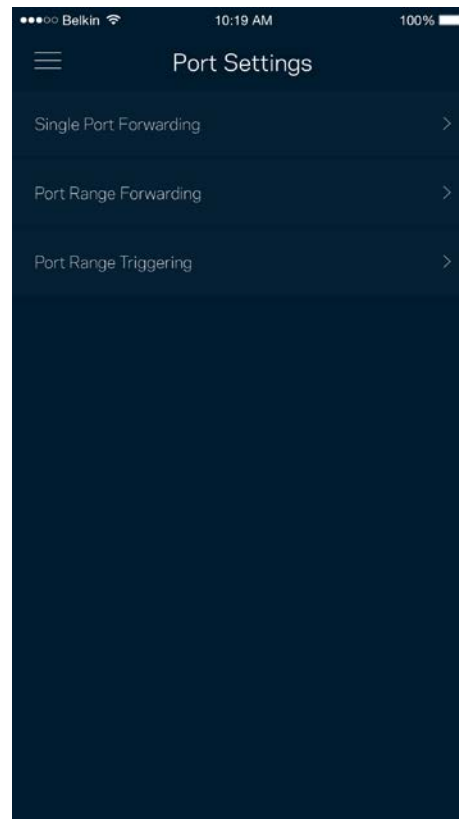 Belkin 10:19 AM 100%
Port Settings
Single Port Forwarding
Port Range Forwarding
Port Range Triggering